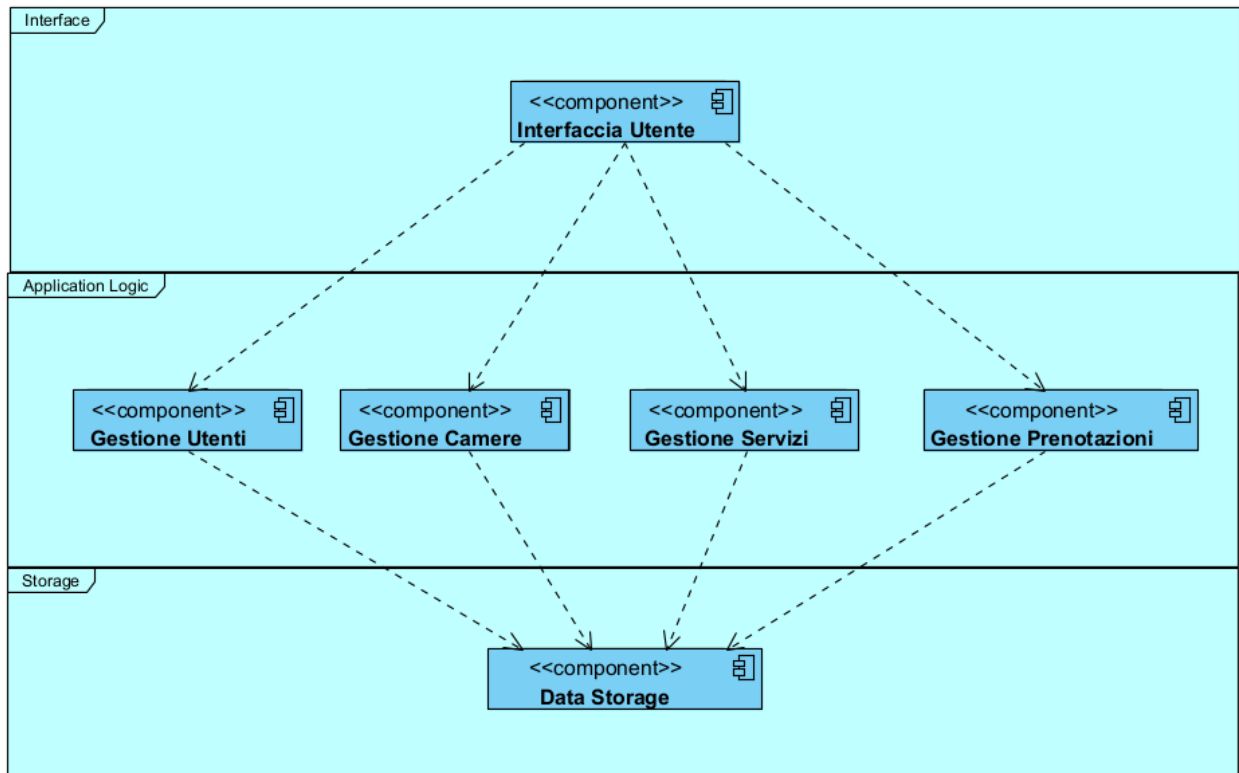 Interface
<<component>>
Interfaccia Utente
Application Logic
<<component>>
Gestione Utenti
<<component>>
Gestione Camere
<<component>>
Gestione Servizi
<<component>>
Gestione Prenotazioni
Storage
<<component>>
Data Storage